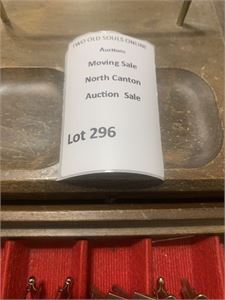 TWO OLD SOULS ONLINE
Auctions
Moving Sale
North Canton
Auction Sale
Lot 296